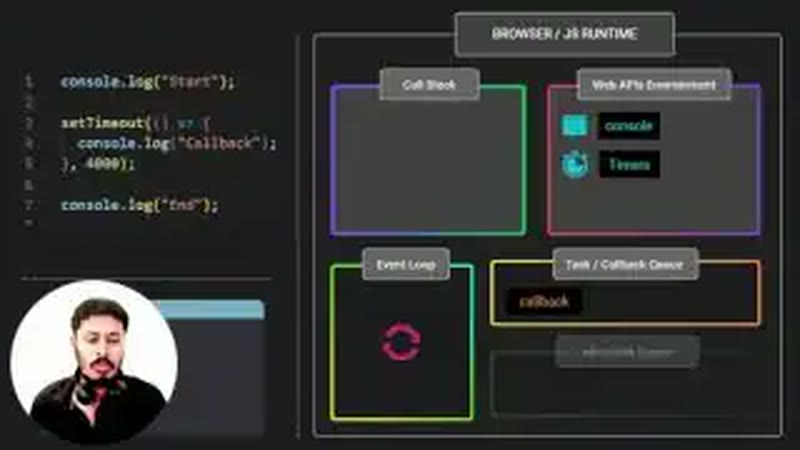 BROWSER / JS RUNTIME
1 console.log("Start");
2
3 setTimeout(() => {
4 console.log("Callback");
5 }, 4000);
6
7 console.log("End");
Call Stack
Web APIs Environment
console
Timers
Event Loop
Task / Callback Queue
callback